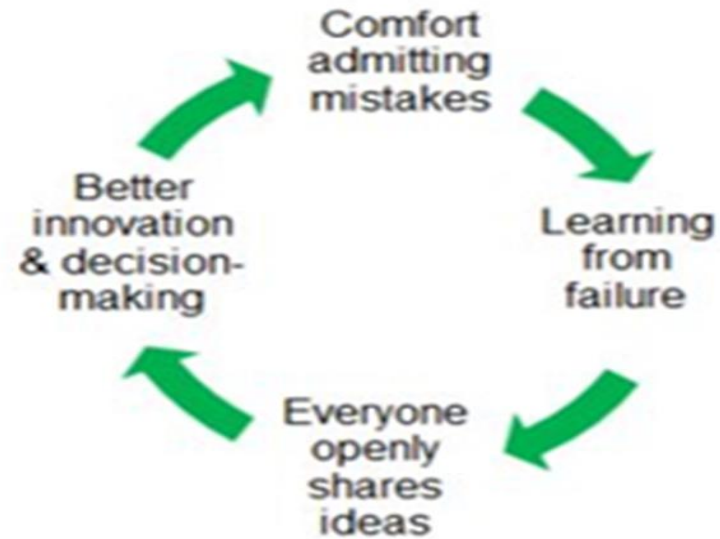 Comfort
admitting
mistakes
Learning
from
failure
Everyone
openly
shares
ideas
Better
innovation
& decision-
making